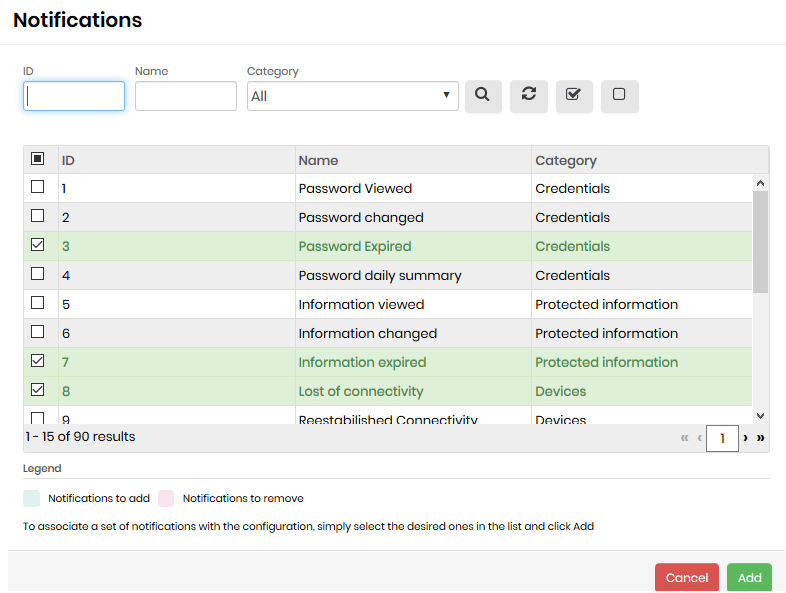 Notifications
ID Name Category
All
ID Name Category
1 Password Viewed Credentials
2 Password changed Credentials
3 Password Expired Credentials
4 Password daily summary Credentials
5 Information viewed Protected information
6 Information changed Protected information
7 Information expired Protected information
8 Lost of connectivity Devices
9 Reestabilished Connectivity Devices
1 - 15 of 90 results « ‹ 1 › »
Legend
Notifications to add Notifications to remove
To associate a set of notifications with the configuration, simply select the desired ones in the list and click Add
Cancel Add